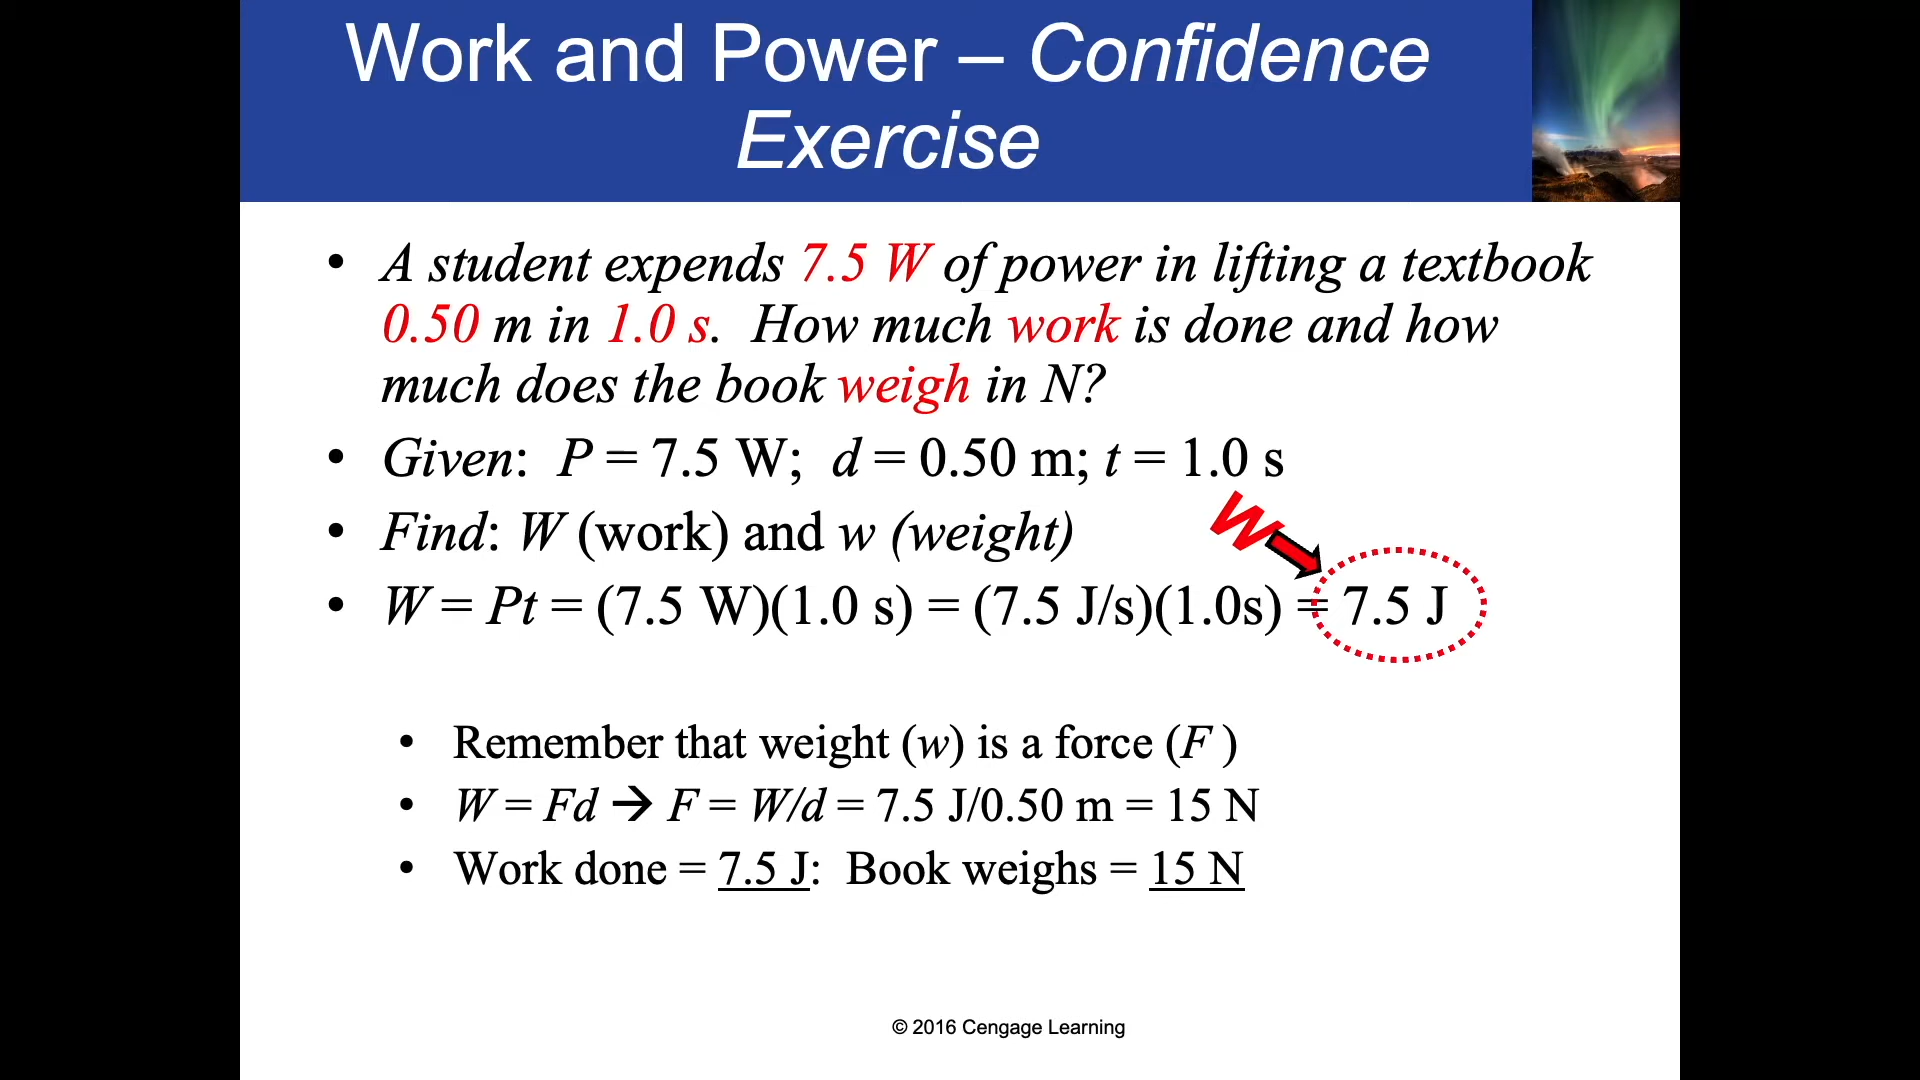 Work and Power – Confidence
Exercise
• A student expends 7.5 W of power in lifting a textbook
0.50 m in 1.0 s.  How much work is done and how
much does the book weigh in N?
• Given:  P = 7.5 W;  d = 0.50 m; t = 1.0 s
• Find: W (work) and w (weight)
W
• W = Pt = (7.5 W)(1.0 s) = (7.5 J/s)(1.0s) = 7.5 J
• Remember that weight (w) is a force (F )
• W = Fd → F = W/d = 7.5 J/0.50 m = 15 N
• Work done = 7.5 J:  Book weighs = 15 N
© 2016 Cengage Learning